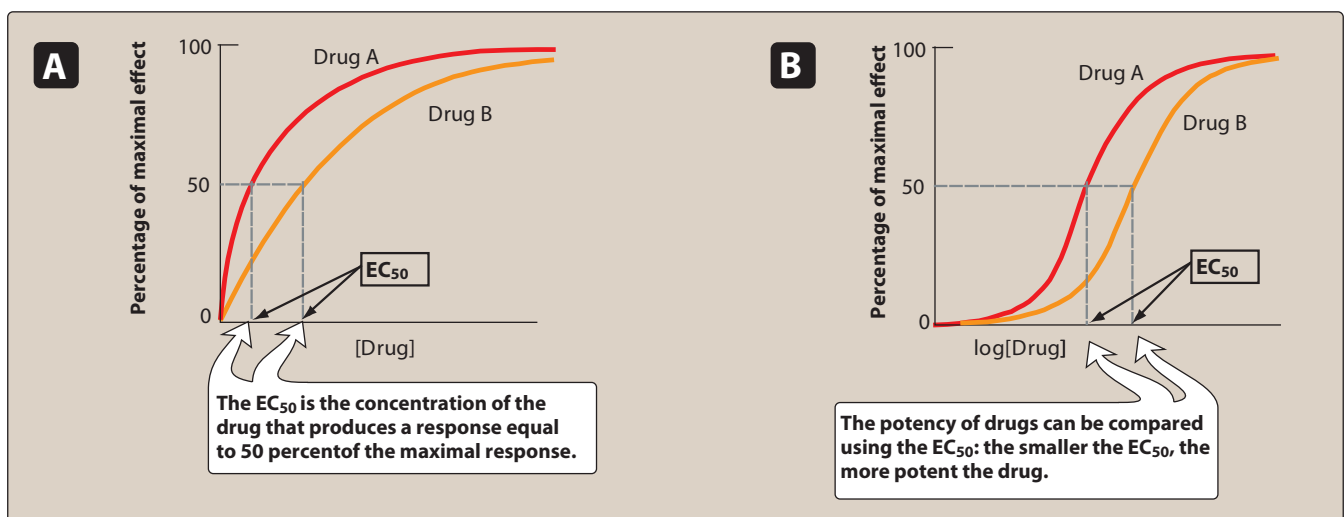 A
Percentage of maximal effect
100
50
0
Drug A
Drug B
EC50
[Drug]
The EC50 is the concentration of the
drug that produces a response equal
to 50 percentof the maximal response.
B
Percentage of maximal effect
100
50
0
Drug A
Drug B
EC50
log[Drug]
The potency of drugs can be compared
using the EC50: the smaller the EC50, the
more potent the drug.